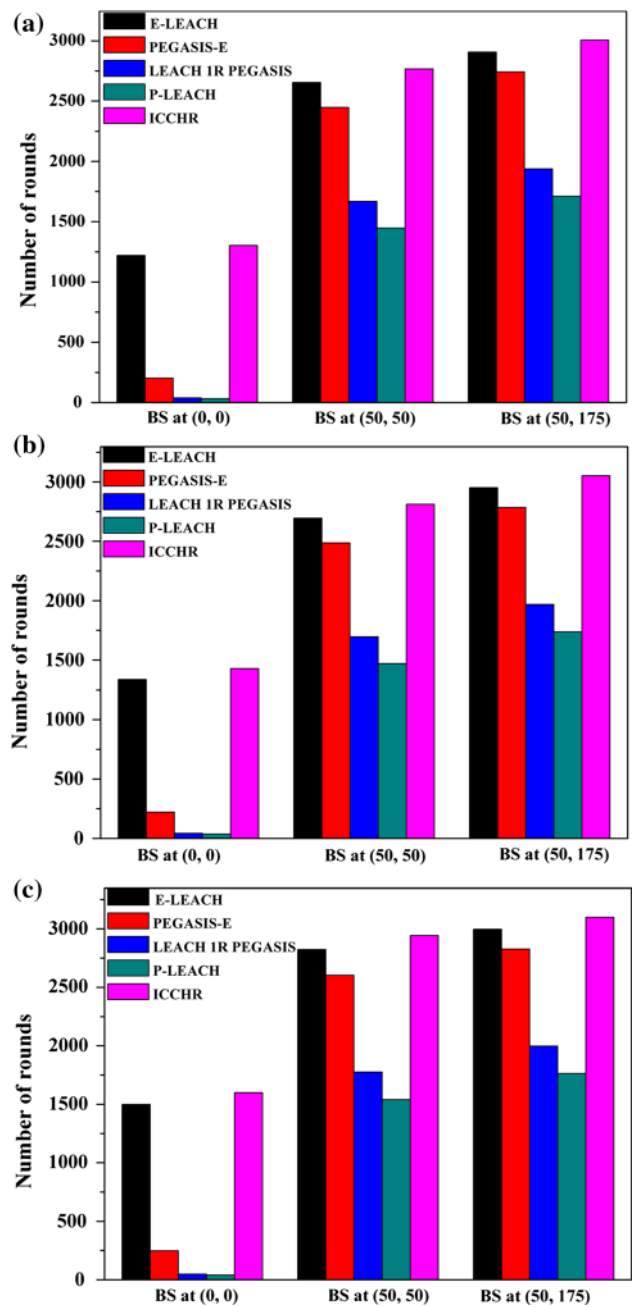 (a)
E-LEACH
PEGASIS-E
LEACH 1R PEGASIS
P-LEACH
ICCHR
3000
2500
2000
1500
1000
500
0
Number of rounds
BS at (0, 0)
BS at (50, 50)
BS at (50, 175)
(b)
E-LEACH
PEGASIS-E
LEACH 1R PEGASIS
P-LEACH
ICCHR
3000
2500
2000
1500
1000
500
0
Number of rounds
BS at (0, 0)
BS at (50, 50)
BS at (50, 175)
(c)
E-LEACH
PEGASIS-E
LEACH 1R PEGASIS
P-LEACH
ICCHR
3000
2500
2000
1500
1000
500
0
Number of rounds
BS at (0, 0)
BS at (50, 50)
BS at (50, 175)